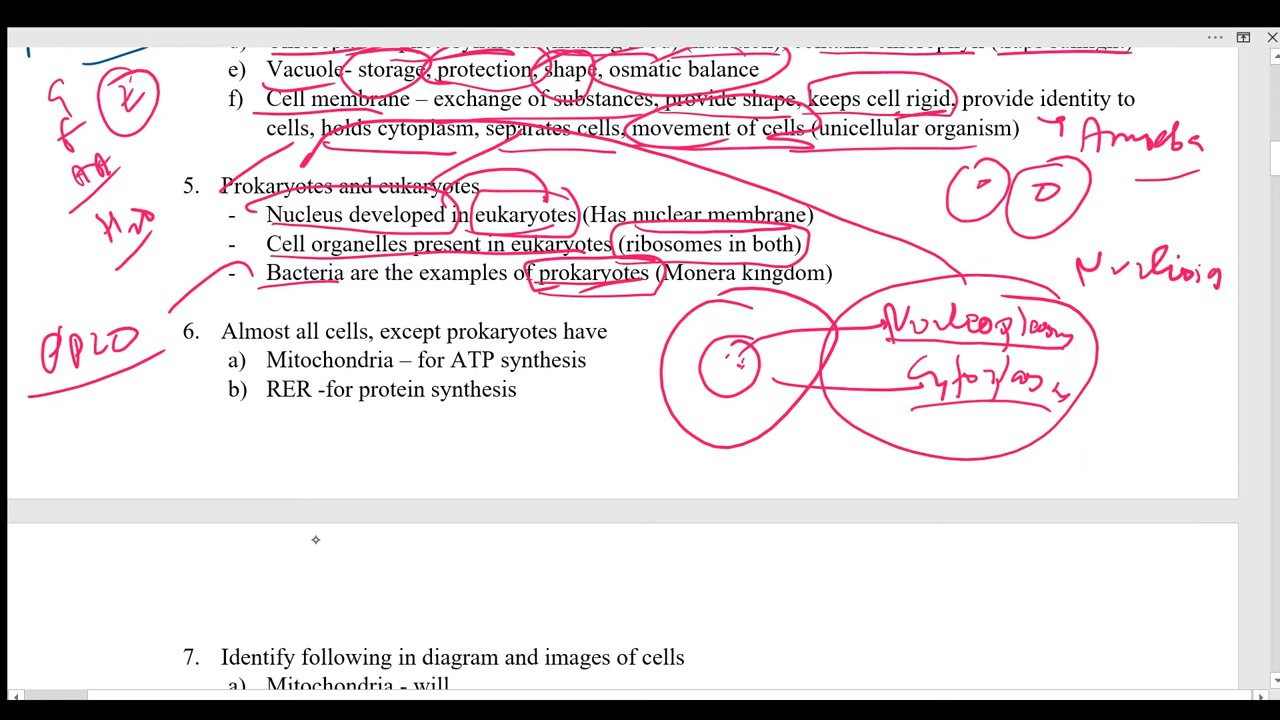 e) Vacuole- storage, protection, shape, osmatic balance
f) Cell membrane – exchange of substances, provide shape, keeps cell rigid, provide identity to
cells, holds cytoplasm, separates cells, movement of cells (unicellular organism)
Amoeba
5. Prokaryotes and eukaryotes
- Nucleus developed in eukaryotes (Has nuclear membrane)
- Cell organelles present in eukaryotes (ribosomes in both)
- Bacteria are the examples of prokaryotes (Monera kingdom)
H2O
PPLO
Nucleoplasm
Cytoplasm
6. Almost all cells, except prokaryotes have
a) Mitochondria – for ATP synthesis
b) RER -for protein synthesis
7. Identify following in diagram and images of cells
a) Mitochondria - will